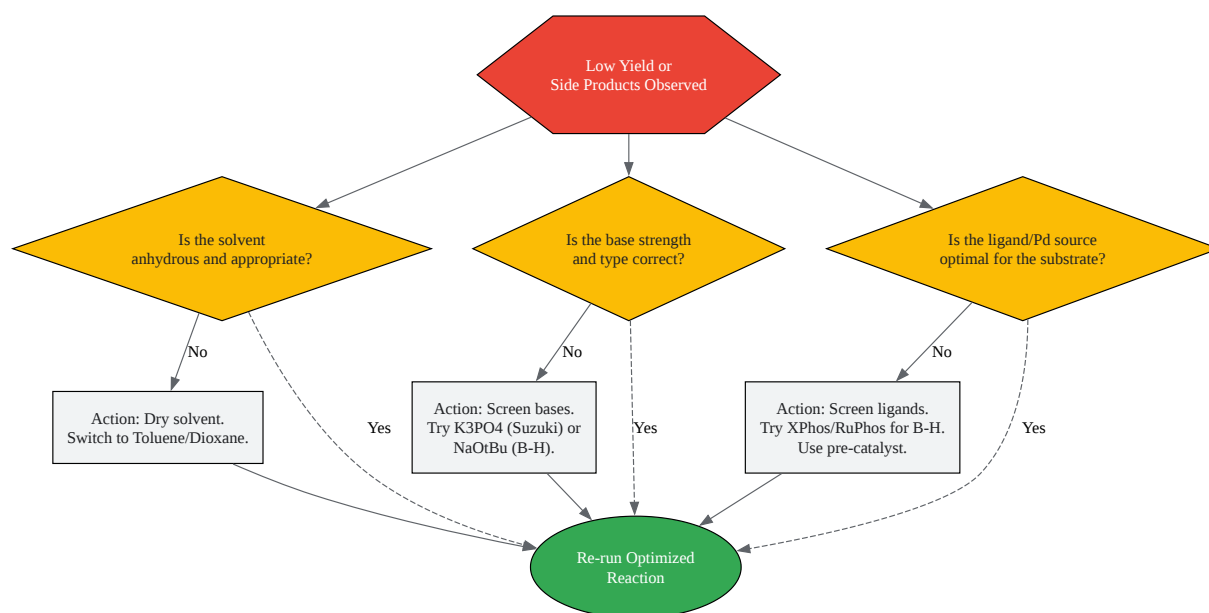 Low Yield or
Side Products Observed
Is the solvent
anhydrous and appropriate?
Is the base strength
and type correct?
Is the ligand/Pd source
optimal for the substrate?
No
No
No
Action: Dry solvent.
Switch to Toluene/Dioxane.
Yes
Action: Screen bases.
Try K3PO4 (Suzuki) or
NaOtBu (B-H).
Yes
Action: Screen ligands.
Try XPhos/RuPhos for B-H.
Use pre-catalyst.
Yes
Re-run Optimized
Reaction